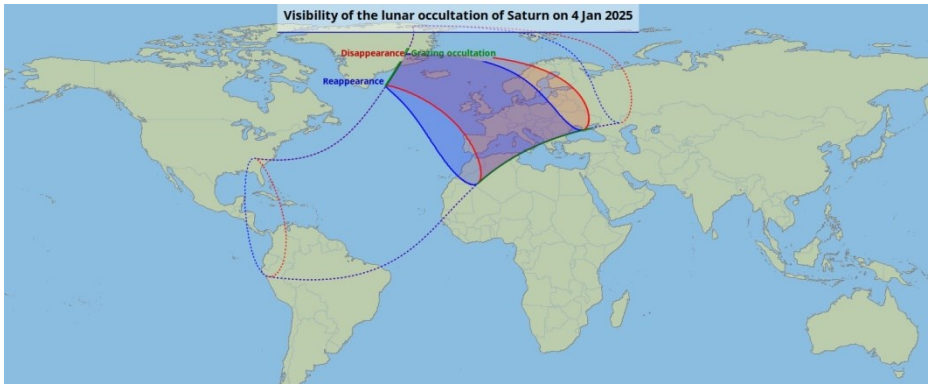 Visibility of the lunar occultation of Saturn on 4 Jan 2025
Disappearance Grazing occultation
Reappearance